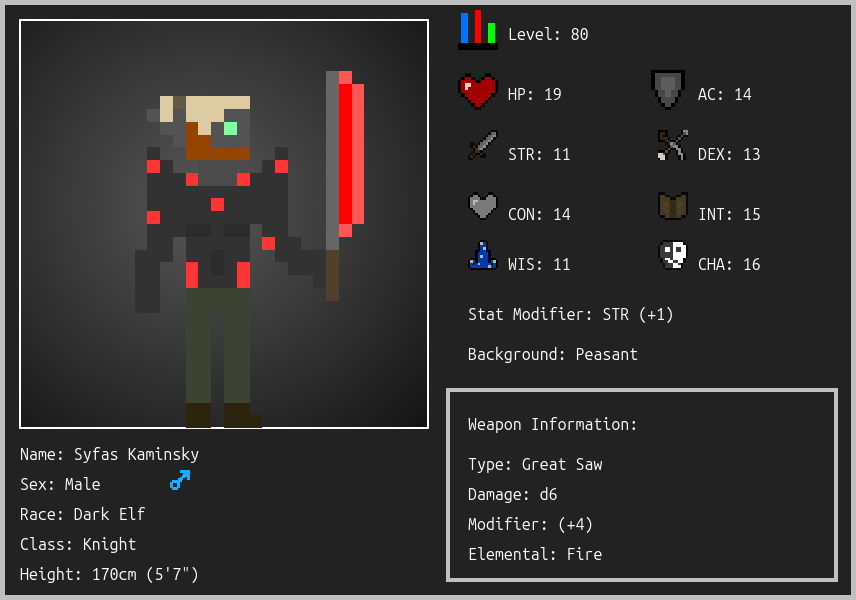 Level: 80
HP: 19
AC: 14
STR: 11
DEX: 13
CON: 14
INT: 15
WIS: 11
CHA: 16
Stat Modifier: STR (+1)
Background: Peasant
Weapon Information:
Type: Great Saw
Damage: d6
Modifier: (+4)
Elemental: Fire
Name: Syfas Kaminsky
Sex: Male
Race: Dark Elf
Class: Knight
Height: 170cm (5'7")